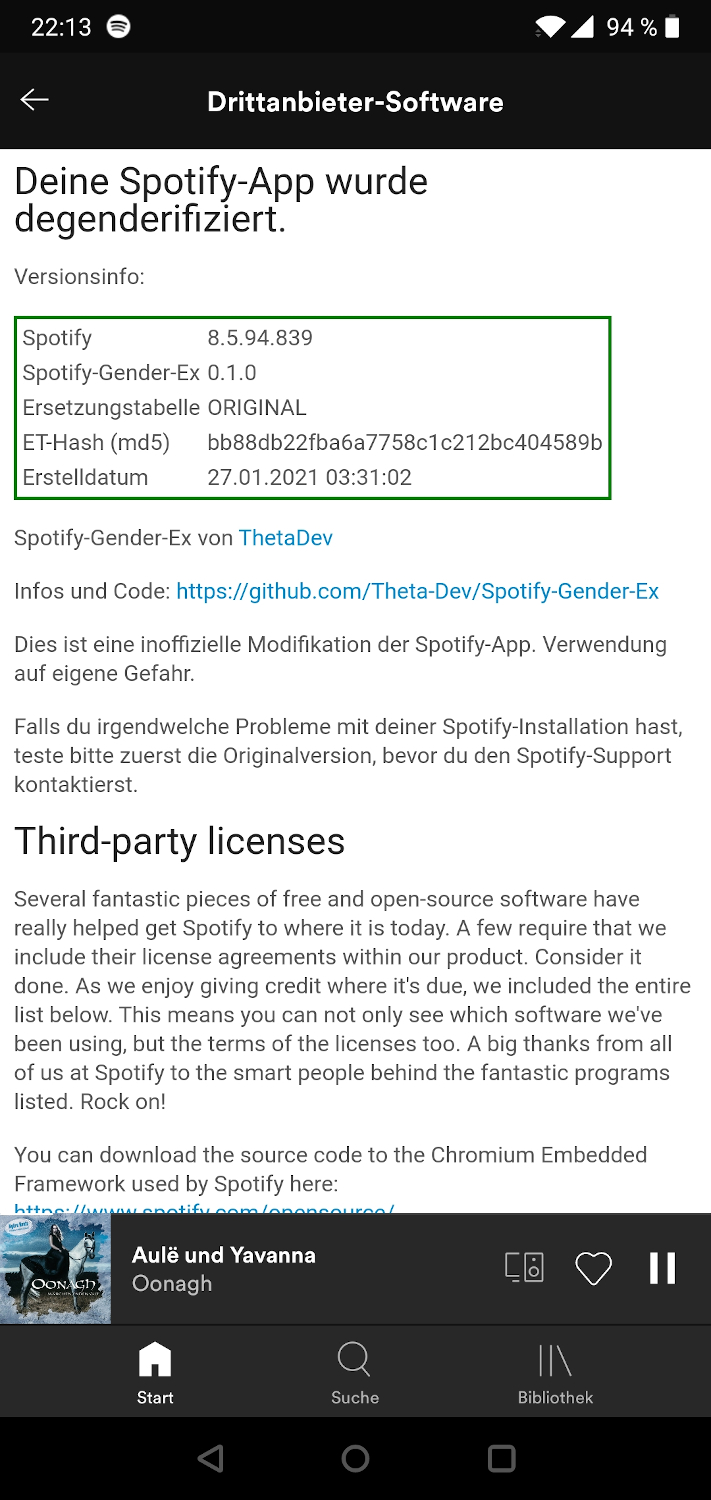 22:13
94 %
Drittanbieter-Software
Deine Spotify-App wurde
degenderifiziert.
Versionsinfo:
Spotify 8.5.94.839
Spotify-Gender-Ex 0.1.0
Ersetzungstabelle ORIGINAL
ET-Hash (md5) bb88db22fba6a7758c1c212bc404589b
Erstelldatum 27.01.2021 03:31:02
Spotify-Gender-Ex von ThetaDev
Infos und Code: https://github.com/Theta-Dev/Spotify-Gender-Ex
Dies ist eine inoffizielle Modifikation der Spotify-App. Verwendung
auf eigene Gefahr.
Falls du irgendwelche Probleme mit deiner Spotify-Installation hast,
teste bitte zuerst die Originalversion, bevor du den Spotify-Support
kontaktierst.
Third-party licenses
Several fantastic pieces of free and open-source software have
really helped get Spotify to where it is today. A few require that we
include their license agreements within our product. Consider it
done. As we enjoy giving credit where it's due, we included the entire
list below. This means you can not only see which software we've
been using, but the terms of the licenses too. A big thanks from all
of us at Spotify to the smart people behind the fantastic programs
listed. Rock on!
You can download the source code to the Chromium Embedded
Framework used by Spotify here:
https://www.spotify.com/opensource/
OONAGH
Aulë und Yavanna
Oonagh
Start
Suche
Bibliothek